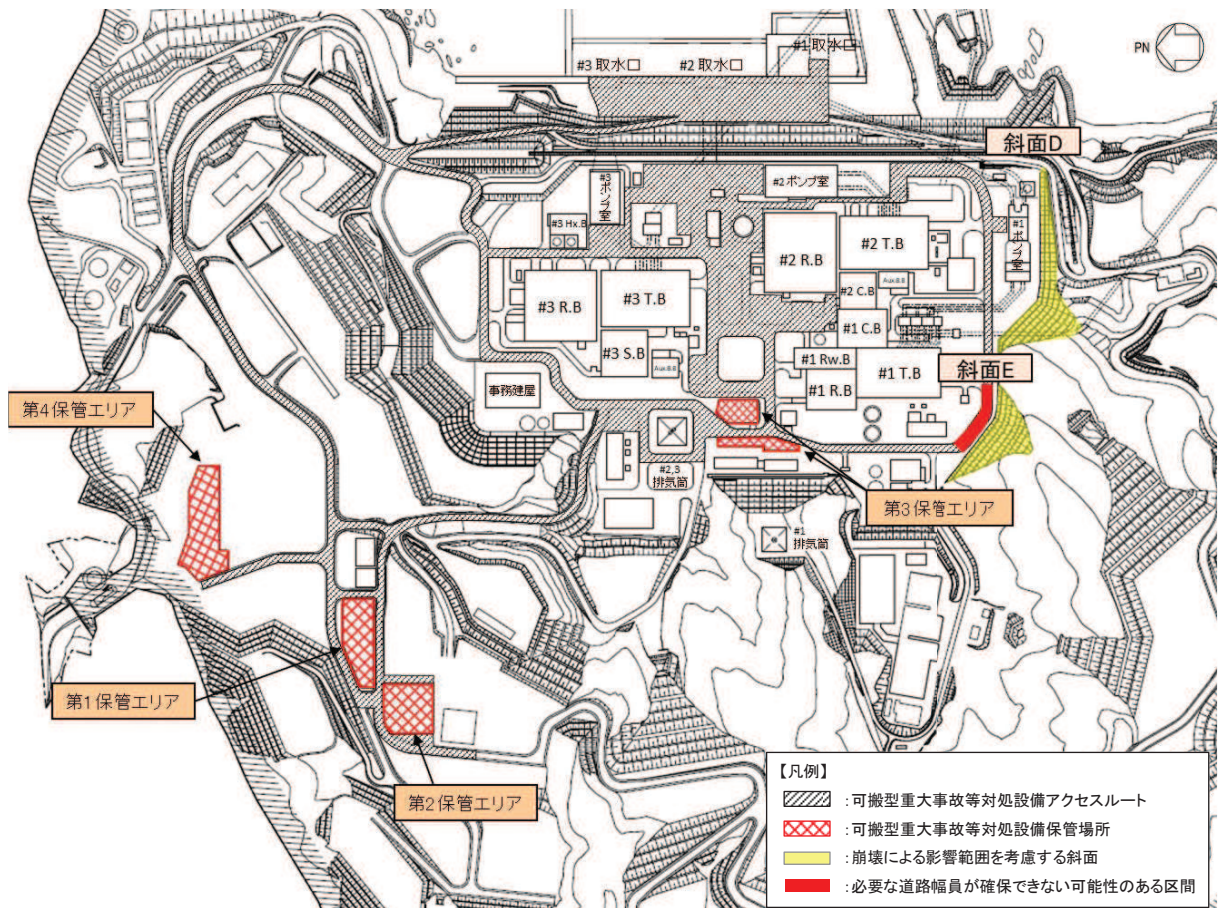 #1取水口
#3 取水口
#2 取水口
PN
斜面D
#3
ポンプ室
#2 ポンプ室
#1
ポンプ室
#3 Hx.B
#2 R.B
#2 T.B
#3 R.B
#3 T.B
#2 C.B
Aux.B.B
#1 C.B
#3 S.B
Aux.B.B
#1 Rw.B
#1 T.B
斜面E
#1 R.B
事務建屋
第4保管エリア
#2,3
排気筒
第3保管エリア
#1
排気筒
第1保管エリア
第2保管エリア
【凡例】
:可搬型重大事故等対処設備アクセスルート
:可搬型重大事故等対処設備保管場所
:崩壊による影響範囲を考慮する斜面
:必要な道路幅員が確保できない可能性のある区間